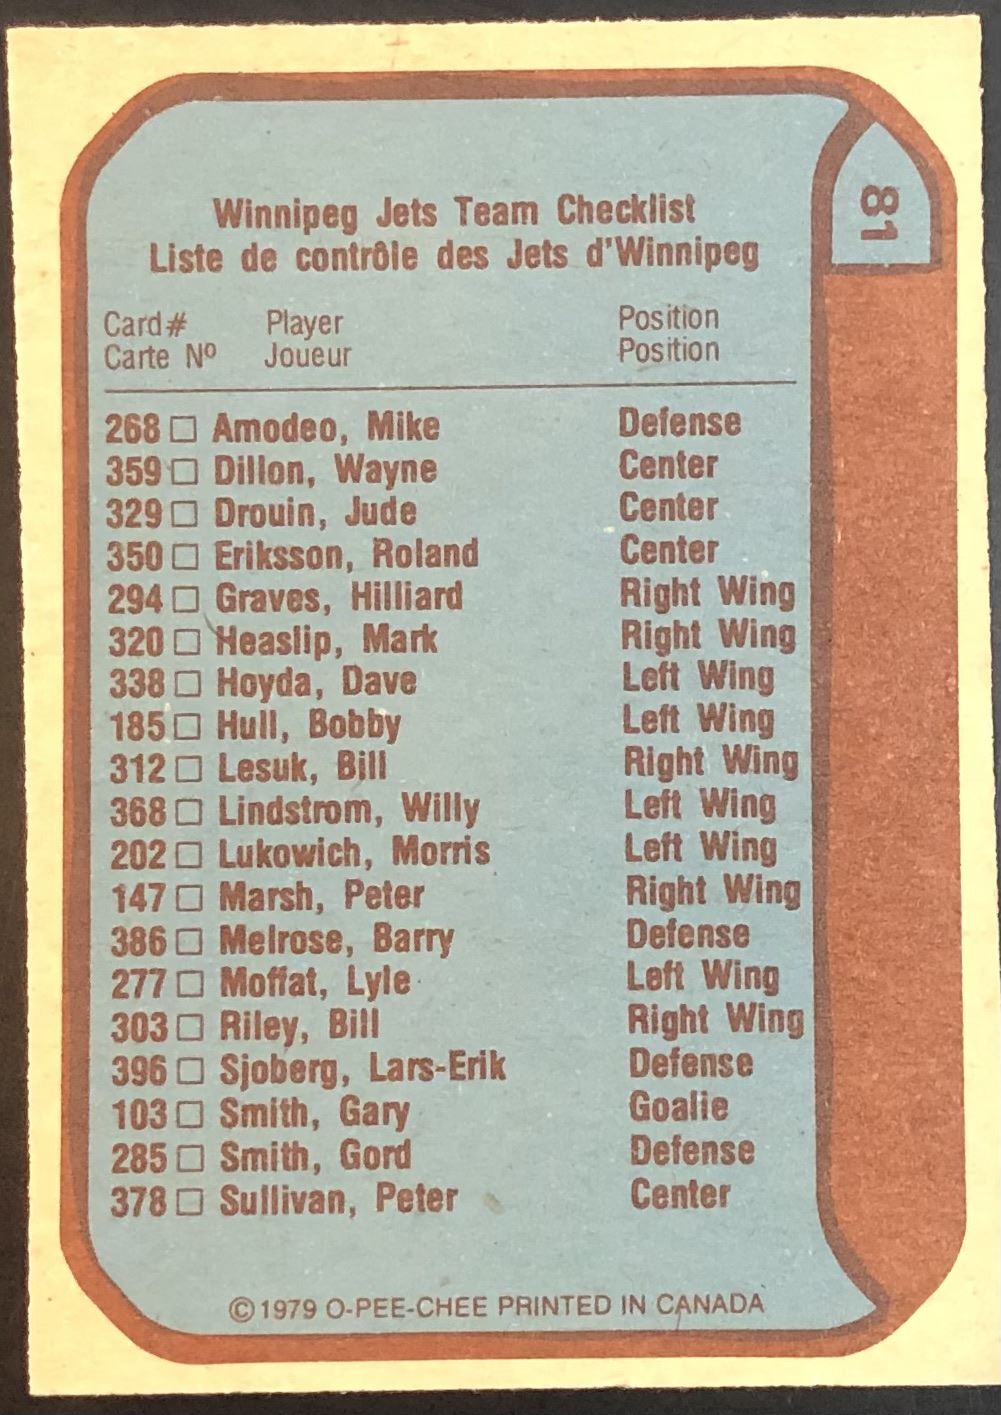 81
Winnipeg Jets Team Checklist
Liste de contrôle des Jets d'Winnipeg
Card# Player Position
Carte Nº Joueur Position
268 □ Amodeo, Mike Defense
359 □ Dillon, Wayne Center
329 □ Drouin, Jude Center
350 □ Eriksson, Roland Center
294 □ Graves, Hilliard Right Wing
320 □ Heaslip, Mark Right Wing
338 □ Hoyda, Dave Left Wing
185 □ Hull, Bobby Left Wing
312 □ Lesuk, Bill Right Wing
368 □ Lindstrom, Willy Left Wing
202 □ Lukowich, Morris Left Wing
147 □ Marsh, Peter Right Wing
386 □ Melrose, Barry Defense
277 □ Moffat, Lyle Left Wing
303 □ Riley, Bill Right Wing
396 □ Sjoberg, Lars-Erik Defense
103 □ Smith, Gary Goalie
285 □ Smith, Gord Defense
378 □ Sullivan, Peter Center
© 1979 O-PEE-CHEE PRINTED IN CANADA